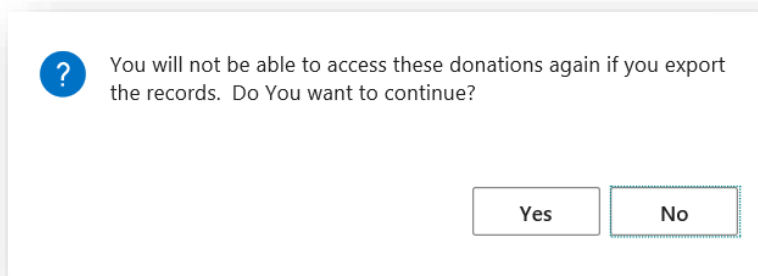 ?
You will not be able to access these donations again if you export
the records.  Do You want to continue?
Yes
No